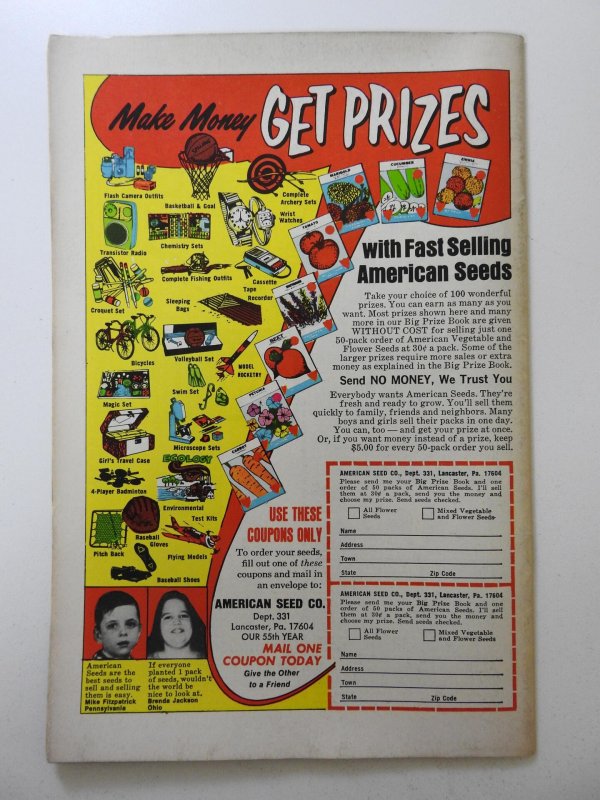 Make Money GET PRIZES
Flash Camera Outfits
Basketball & Goal
Complete
Archery Sets
Wrist
Watches
Transistor Radio
Chemistry Sets
Complete Fishing Outfits
Cassette
Tape
Recorder
Croquet Set
Sleeping
Bags
Bicycles
Volleyball Set
MODEL
ROCKETRY
Swim Set
Magic Set
Microscope Sets
Girl's Travel Case
ECOLOGY
4-Player Badminton
Environmental
Test Kits
Baseball
Gloves
Pitch Back
Flying Models
Baseball Shoes
MARIGOLD
CUCUMBER
ZINNIA
TOMATO
BEET
CARROT
with Fast Selling
American Seeds
Take your choice of 100 wonderful
prizes. You can earn as many as you
want. Most prizes shown here and many
more in our Big Prize Book are given
WITHOUT COST for selling just one
50-pack order of American Vegetable and
Flower Seeds at 30¢ a pack. Some of the
larger prizes require more sales or extra
money as explained in the Big Prize Book.
Send NO MONEY, We Trust You
Everybody wants American Seeds. They're
fresh and ready to grow. You'll sell them
quickly to family, friends and neighbors. Many
boys and girls sell their packs in one day.
You can, too — and get your prize at once.
Or, if you want money instead of a prize, keep
$5.00 for every 50-pack order you sell.
USE THESE
COUPONS ONLY
To order your seeds,
fill out one of these
coupons and mail in
an envelope to:
AMERICAN SEED CO.
Dept. 331
Lancaster, Pa. 17604
OUR 55th YEAR
MAIL ONE
COUPON TODAY
Give the Other
to a Friend
AMERICAN SEED CO., Dept. 331, Lancaster, Pa. 17604
Please send me your Big Prize Book and one
order of 50 packs of American Seeds. I'll sell
them at 30¢ a pack, send you the money and
choose my prize. Send seeds checked.
All Flower
Seeds
Mixed Vegetable
and Flower Seeds
Name
Address
Town
State Zip Code
AMERICAN SEED CO., Dept. 331, Lancaster, Pa. 17604
Please send me your Big Prize Book and one
order of 50 packs of American Seeds. I'll sell
them at 30¢ a pack, send you the money and
choose my prize. Send seeds checked.
All Flower
Seeds
Mixed Vegetable
and Flower Seeds
Name
Address
Town
State Zip Code
American
Seeds are the
best seeds to
sell and selling
them is easy.
Mike Fitzpatrick
Pennsylvania
If everyone
planted 1 pack
of seeds, wouldn't
the world be
nice to look at.
Brenda Jackson
Ohio